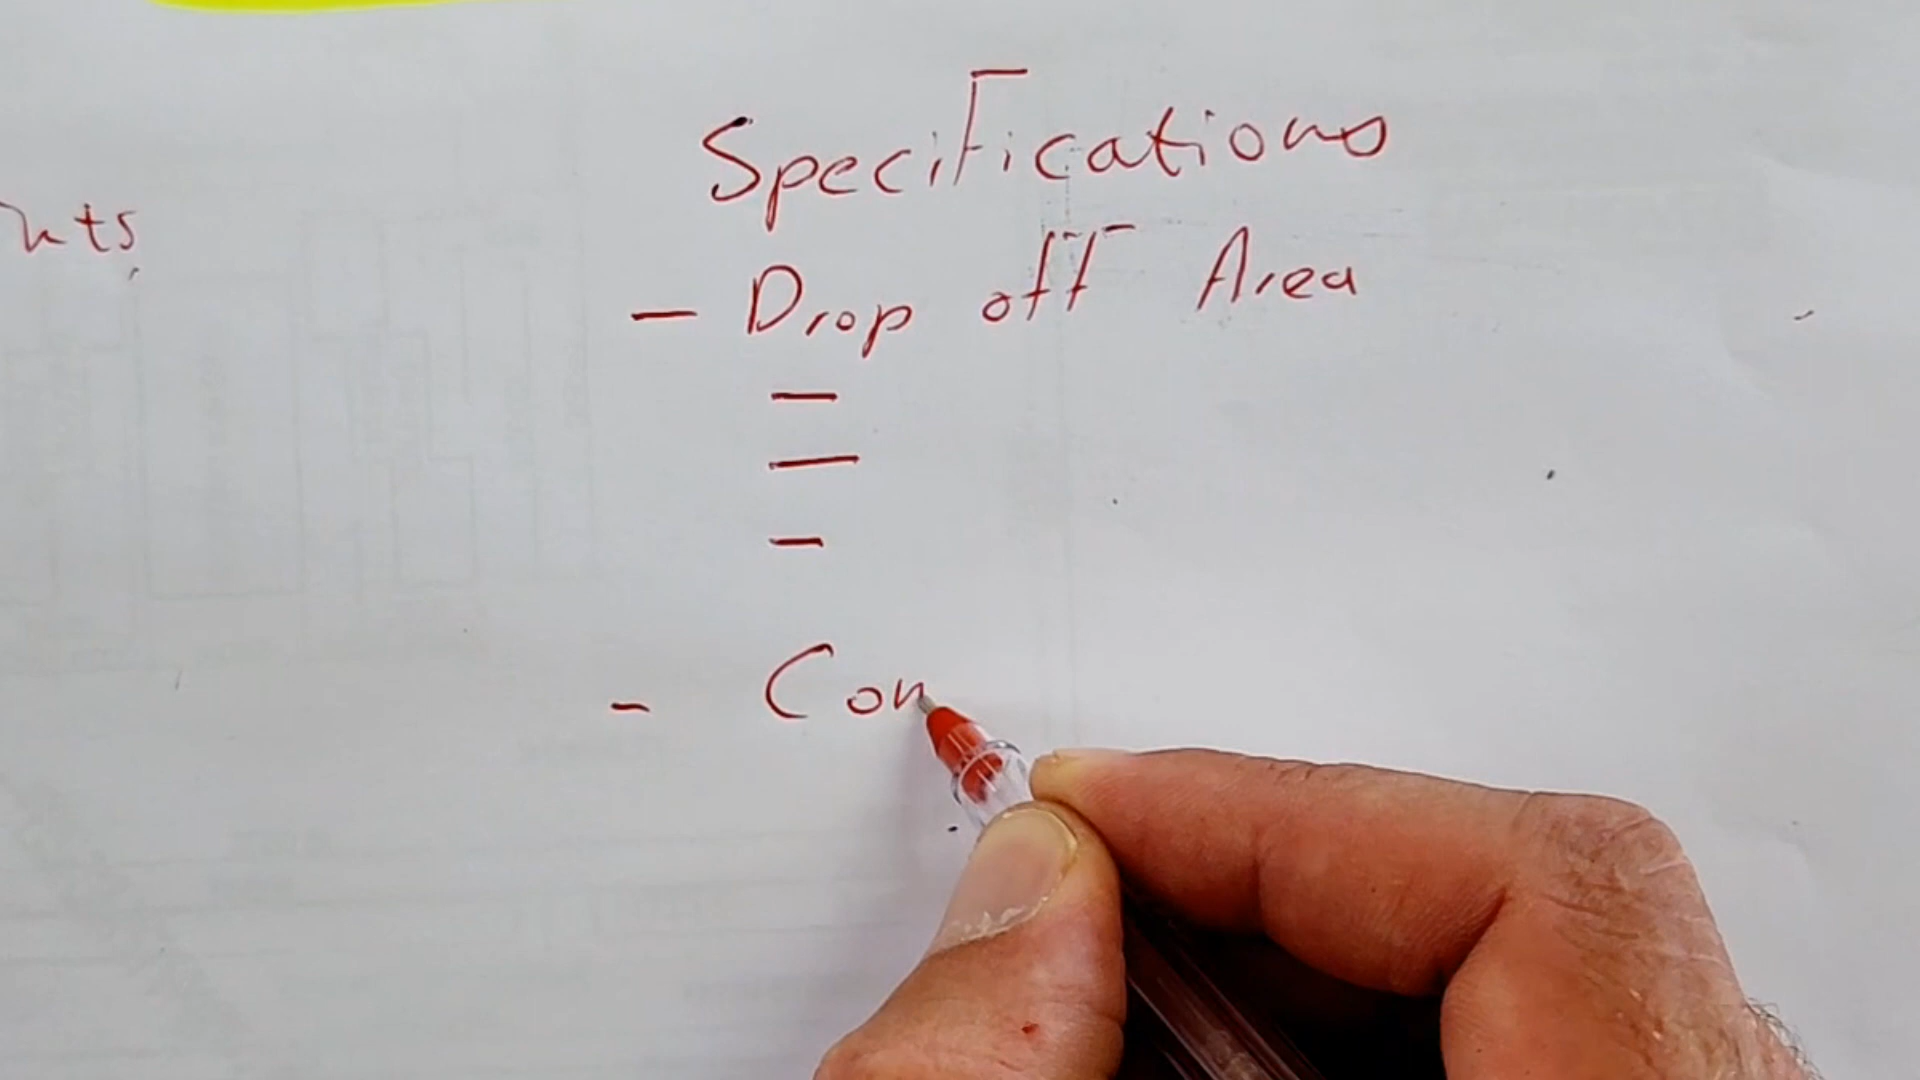 Specifications
nts
- Drop off Area
-
-
-
- Con